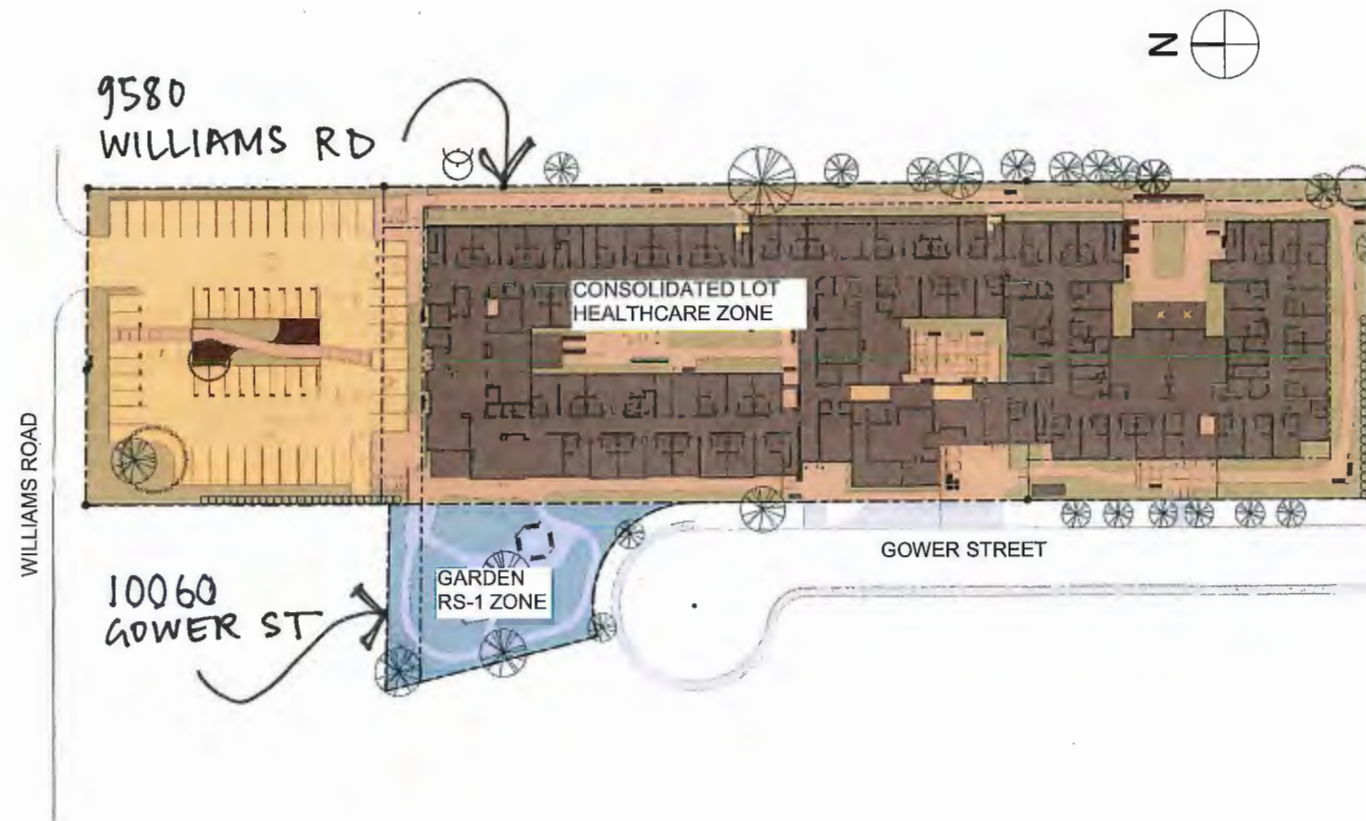 N
9580
WILLIAMS RD
CONSOLIDATED LOT
HEALTHCARE ZONE
WILLIAMS ROAD
GOWER STREET
GARDEN
RS-1 ZONE
10060
GOWER ST